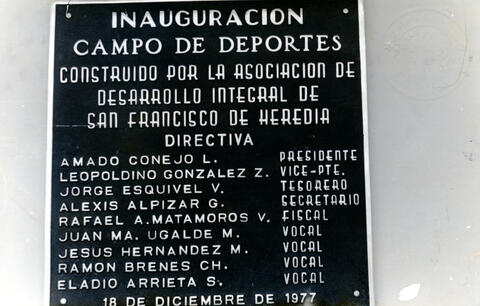 INAUGURACION
CAMPO DE DEPORTES
CONSTRUIDO POR LA ASOCIACION DE
DESARROLLO INTEGRAL DE
SAN FRANCISCO DE HEREDIA
DIRECTIVA
AMADO CONEJO L. PRESIDENTE
LEOPOLDINO GONZALEZ Z. VICE-PTE.
JORGE ESQUIVEL V. TESORERO
ALEXIS ALPIZAR G. SECRETARIO
RAFAEL A. MATAMOROS V. FISCAL
JUAN MA. UGALDE M. VOCAL
JESUS HERNANDEZ M. VOCAL
RAMON BRENES CH. VOCAL
ELADIO ARRIETA S. VOCAL
18 DE DICIEMBRE DE 1977